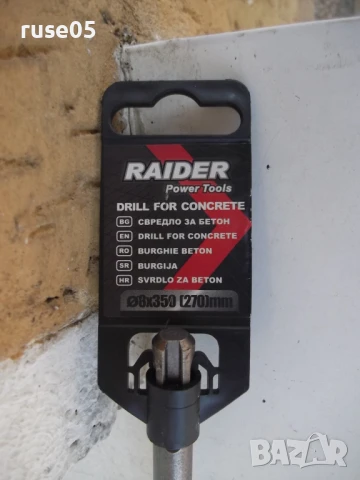 ruse05
RAIDER
Power Tools
DRILL FOR CONCRETE
BG СВРЕДЛО ЗА БЕТОН
EN DRILL FOR CONCRETE
RO BURGHIE BETON
SR BURGIJA
HR SVRDLO ZA BETON
Ø8x350 (270)mm
BAZAR